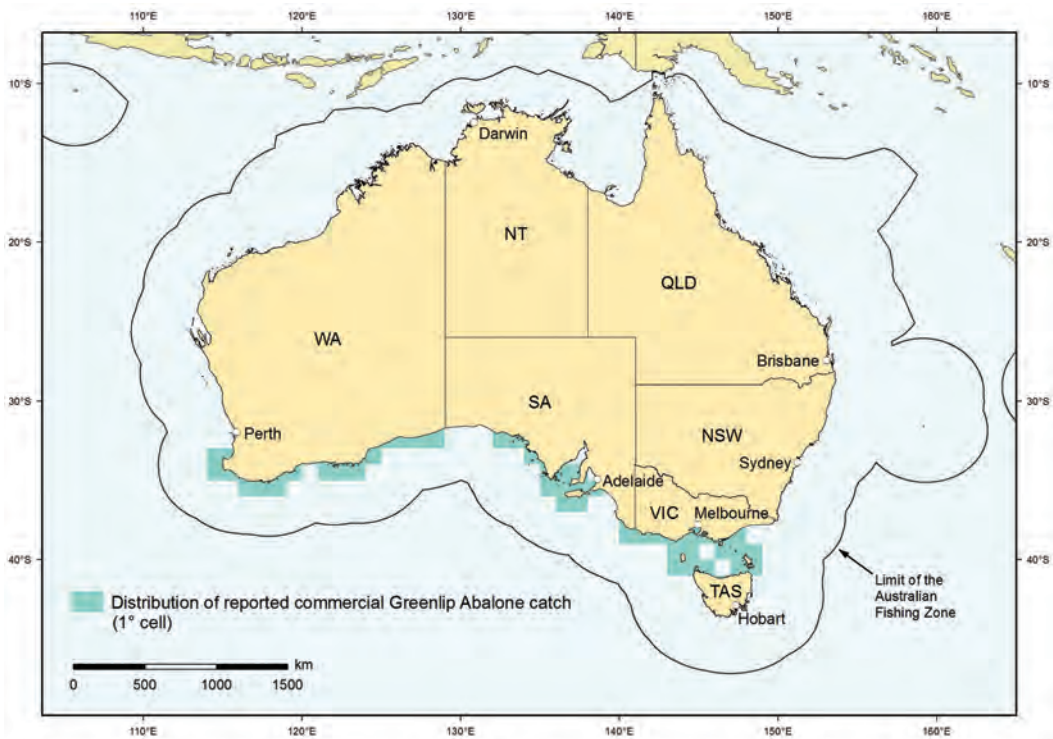 110°E 120°E 130°E 140°E 150°E 160°E
10°S 10°S
Darwin
NT
20°S 20°S
QLD
WA
Brisbane
SA
30°S 30°S
Perth
NSW
Sydney
Adelaide
VIC Melbourne
40°S 40°S
TAS
Hobart
Limit of the
Australian
Fishing Zone
Distribution of reported commercial Greenlip Abalone catch
(1° cell)
km
0 500 1000 1500
110°E 120°E 130°E 140°E 150°E 160°E